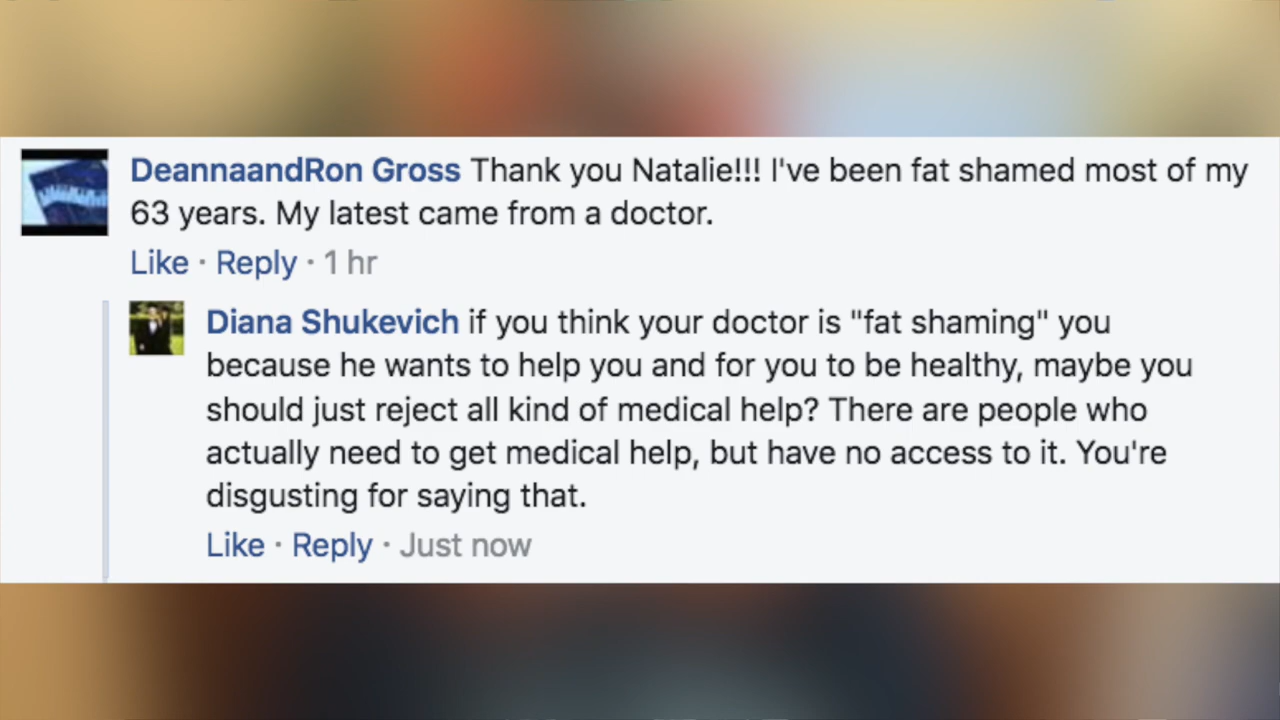 DeannaandRon Gross Thank you Natalie!!! I've been fat shamed most of my
63 years. My latest came from a doctor.
Like · Reply · 1 hr
Diana Shukevich if you think your doctor is "fat shaming" you
because he wants to help you and for you to be healthy, maybe you
should just reject all kind of medical help? There are people who
actually need to get medical help, but have no access to it. You're
disgusting for saying that.
Like · Reply · Just now